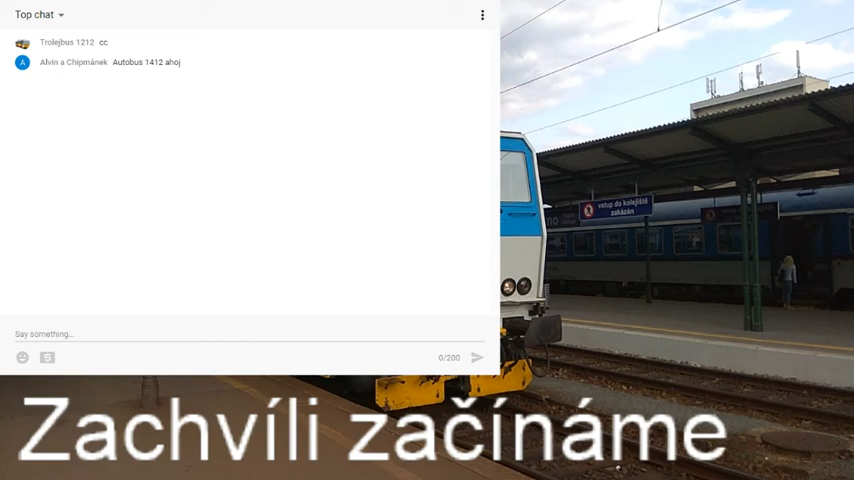 Top chat
Trolejbus 1212 cc
A Alvin a Chipmánek Autobus 1412 ahoj
vstup do kolejiště
zakázán
Say something...
S 0/200
Zachvíli začínáme